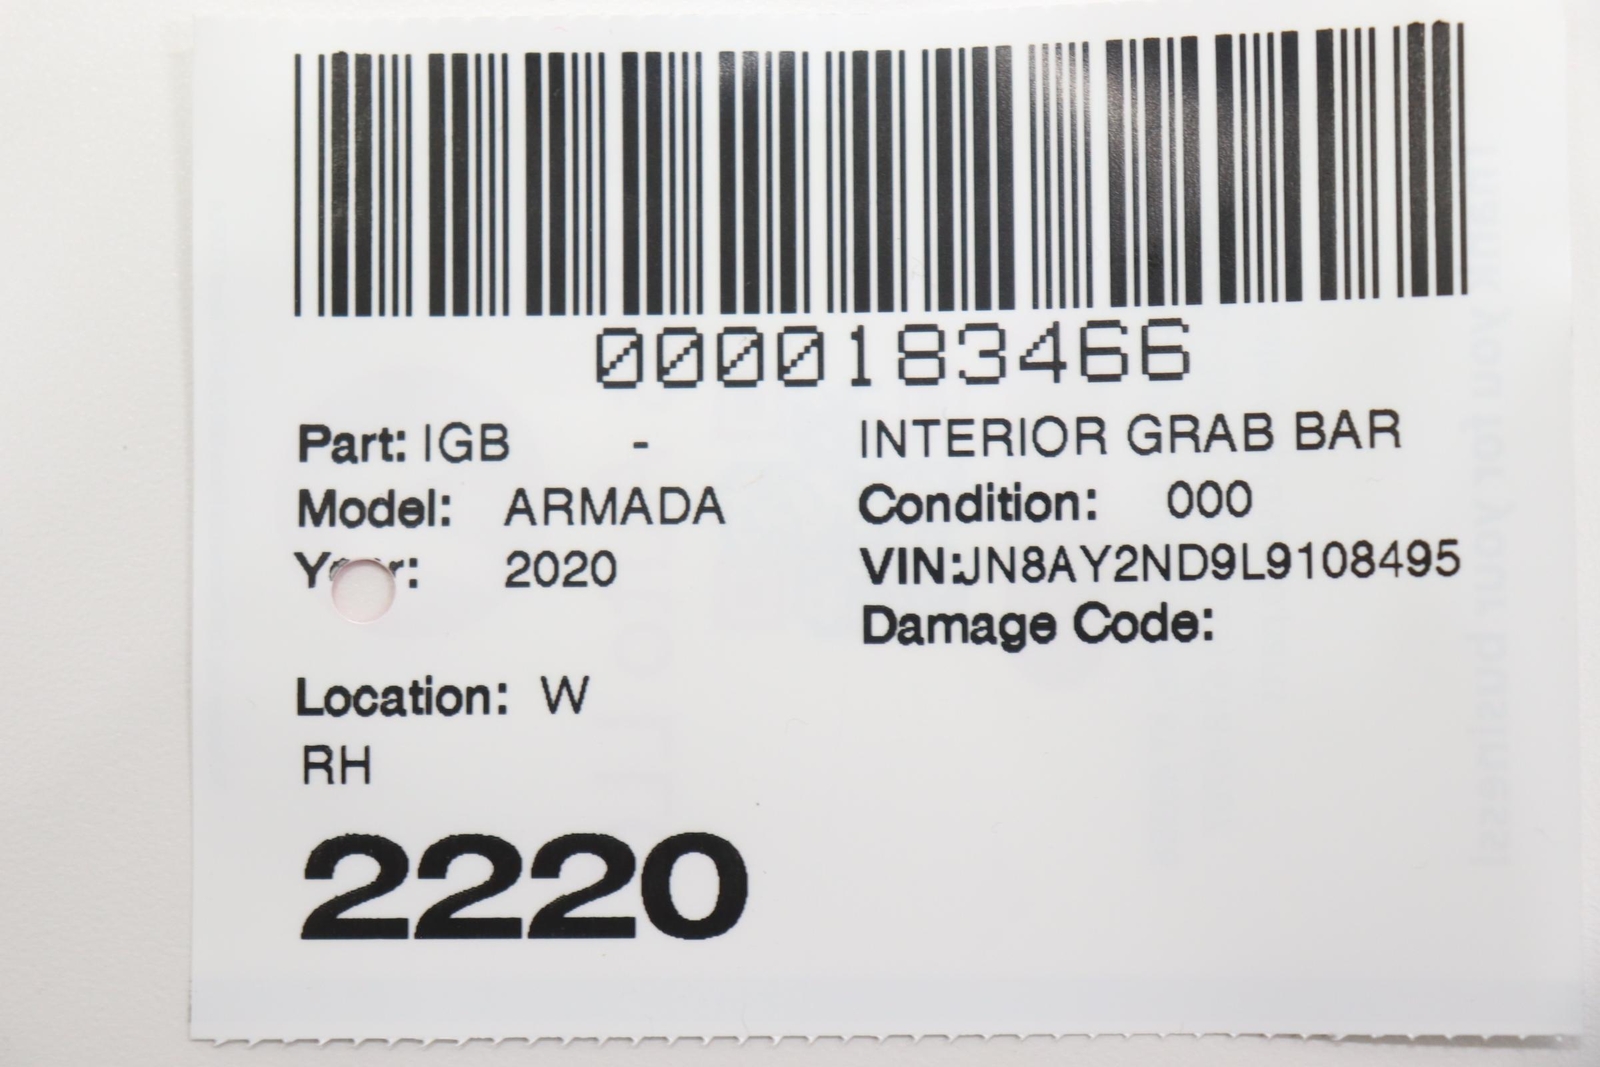 0000183466
Part: IGB - INTERIOR GRAB BAR
Model: ARMADA Condition: 000
2020 VIN:JN8AY2ND9L9108495
Damage Code:
Location: W
RH
2220